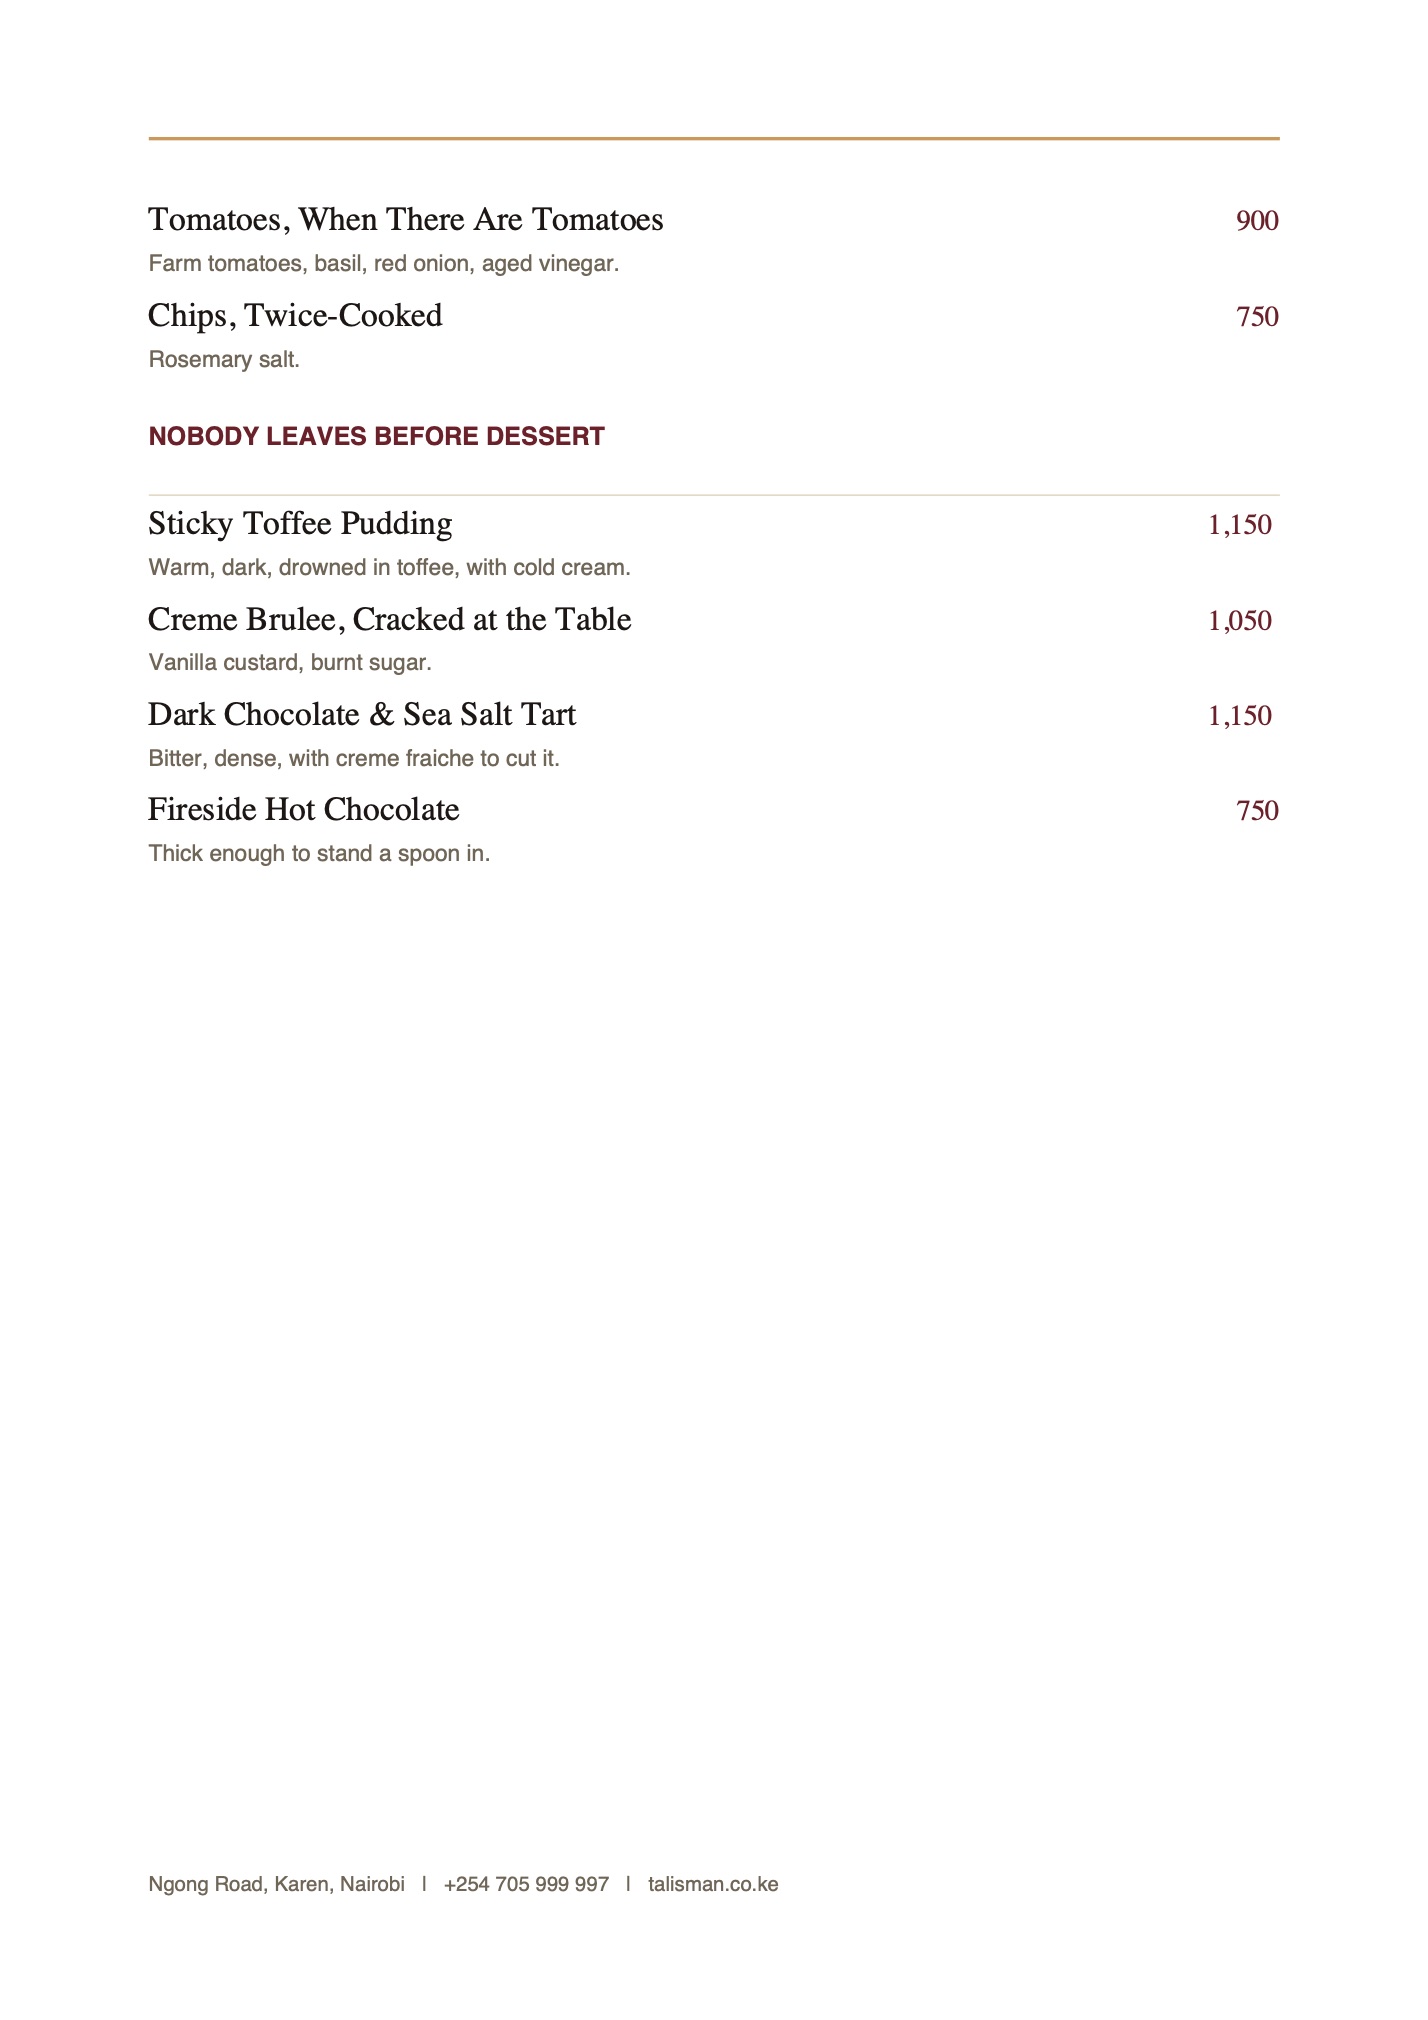 Tomatoes, When There Are Tomatoes 900
Farm tomatoes, basil, red onion, aged vinegar.
Chips, Twice-Cooked 750
Rosemary salt.
NOBODY LEAVES BEFORE DESSERT
Sticky Toffee Pudding 1,150
Warm, dark, drowned in toffee, with cold cream.
Creme Brulee, Cracked at the Table 1,050
Vanilla custard, burnt sugar.
Dark Chocolate & Sea Salt Tart 1,150
Bitter, dense, with creme fraiche to cut it.
Fireside Hot Chocolate 750
Thick enough to stand a spoon in.
Ngong Road, Karen, Nairobi | +254 705 999 997 | talisman.co.ke